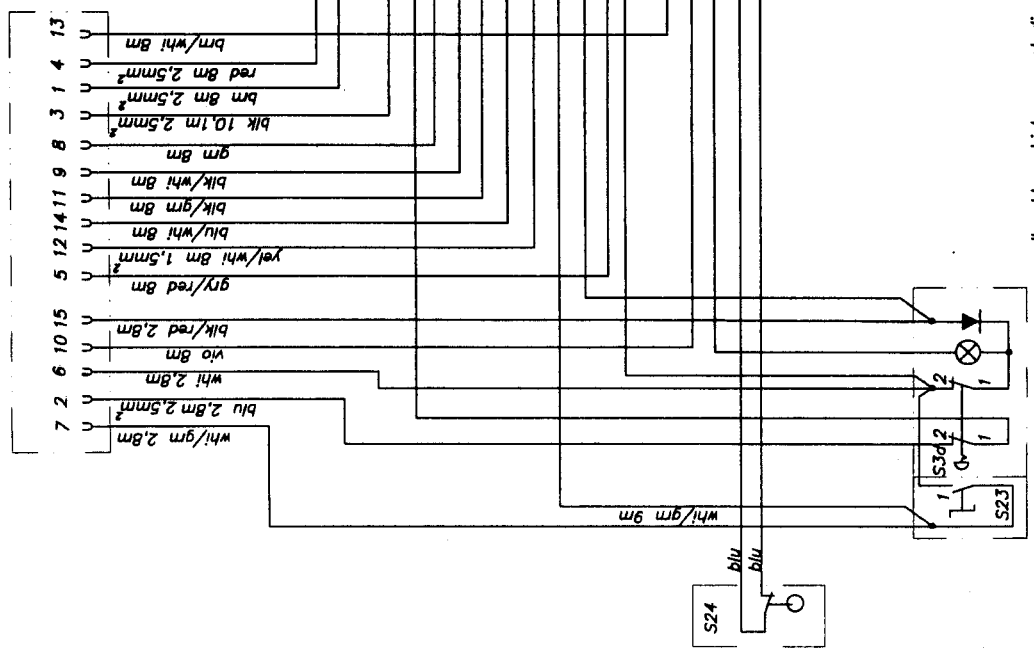 13 brn/whi 8m
4 red 8m 2,5mm²
1 brn 8m 2,5mm²
3 blk 10,1m 2,5mm²
8 grn 8m
9 blk/whi 8m
11 blk/grn 8m
14 blu/whi 8m
12 yel/whi 8m 1,5mm²
5 gry/red 8m
15 blk/red 2,8m
10 vio 8m
6 whi 2,8m
2 blu 2,8m 2,5mm²
7 whi/grn 2,8m
2
1
2
1
S3d
1
S23
whi/grn 9m
blu
blu
S24